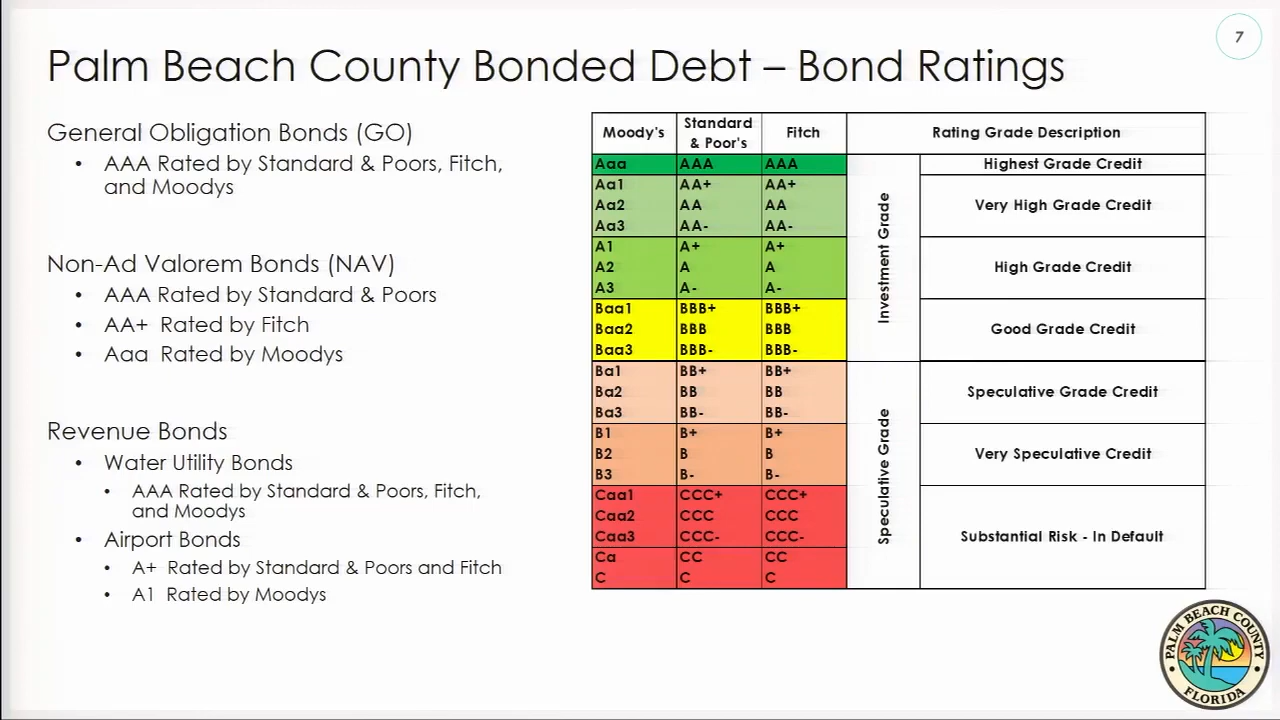 7
Palm Beach County Bonded Debt – Bond Ratings
General Obligation Bonds (GO)
• AAA Rated by Standard & Poors, Fitch,
and Moodys
Non-Ad Valorem Bonds (NAV)
• AAA Rated by Standard & Poors
• AA+ Rated by Fitch
• Aaa Rated by Moodys
Revenue Bonds
• Water Utility Bonds
• AAA Rated by Standard & Poors, Fitch,
and Moodys
• Airport Bonds
• A+ Rated by Standard & Poors and Fitch
• A1 Rated by Moodys
Moody's Standard & Poor's Fitch Rating Grade Description
Investment Grade
Aaa AAA AAA Highest Grade Credit
Aa1 AA+ AA+
Aa2 AA AA Very High Grade Credit
Aa3 AA- AA-
A1 A+ A+
A2 A A High Grade Credit
A3 A- A-
Baa1 BBB+ BBB+
Baa2 BBB BBB Good Grade Credit
Baa3 BBB- BBB-
Speculative Grade
Ba1 BB+ BB+
Ba2 BB BB Speculative Grade Credit
Ba3 BB- BB-
B1 B+ B+
B2 B B Very Speculative Credit
B3 B- B-
Caa1 CCC+ CCC+
Caa2 CCC CCC
Caa3 CCC- CCC- Substantial Risk - In Default
Ca CC CC
C C C
PALM BEACH COUNTY
FLORIDA